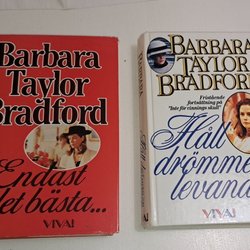 Barbara
Taylor
Bradford
Endast
det bästa...
VIVA!
BARBARA
TAYLOR
BRADFORD
Fristående
fortsättning på
"Inte för vinnings skull"
Håll
drömmen
levande
VIVA!